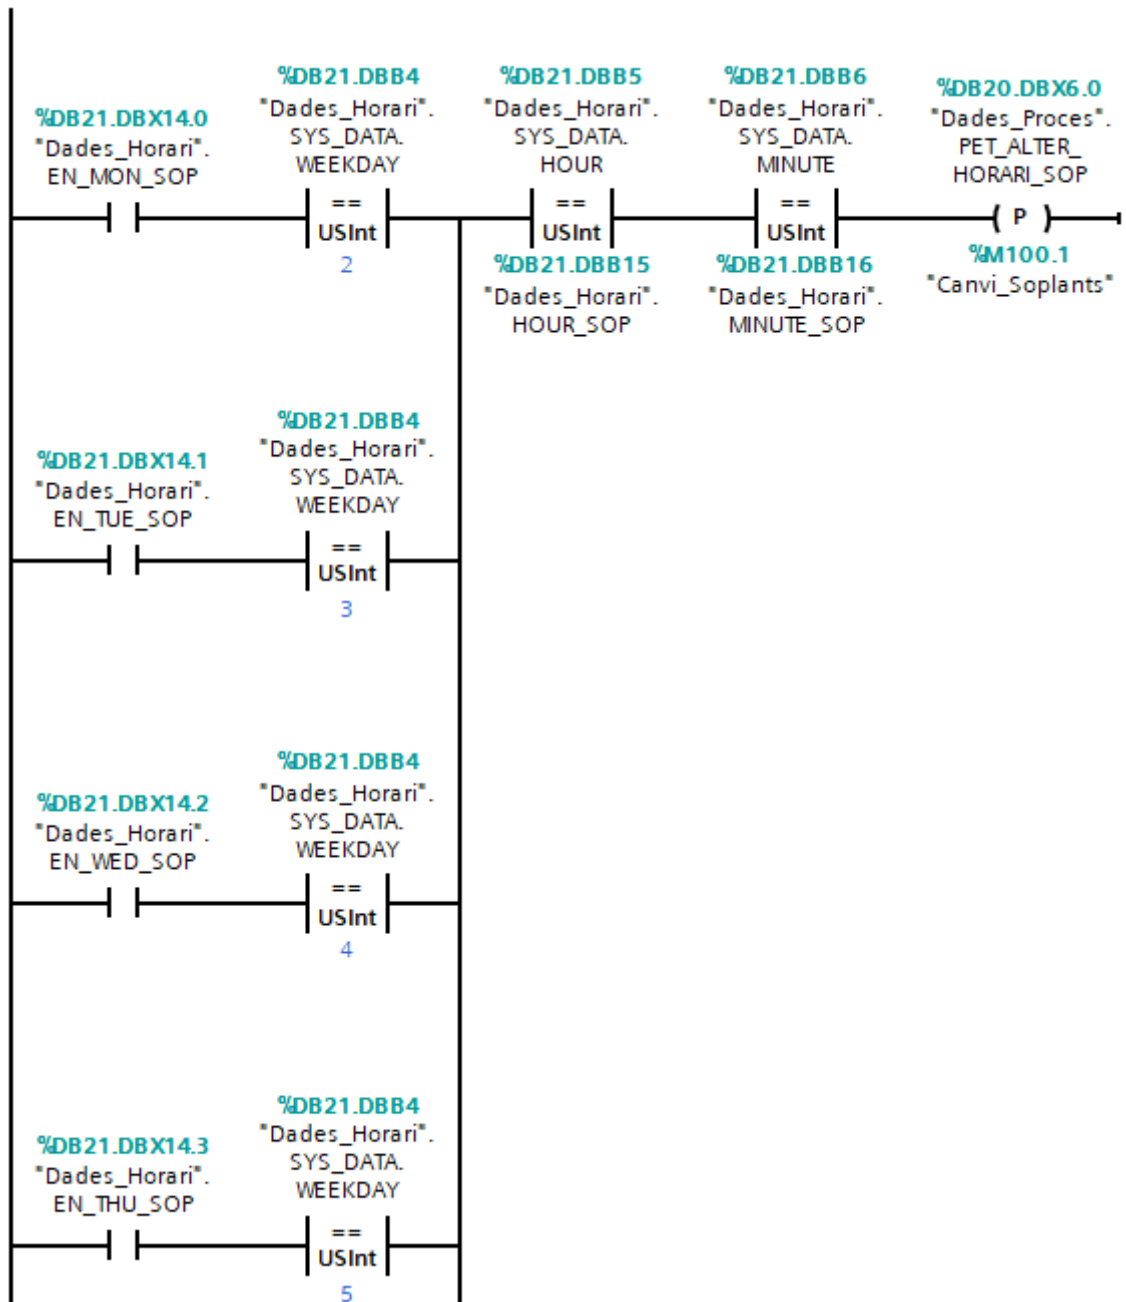 %DB21.DBX14.0
"Dades_Horari".
EN_MON_SOP
%DB21.DBB4
"Dades_Horari".
SYS_DATA.
WEEKDAY
==
USInt
2
%DB21.DBB5
"Dades_Horari".
SYS_DATA.
HOUR
==
USInt
%DB21.DBB15
"Dades_Horari".
HOUR_SOP
%DB21.DBB6
"Dades_Horari".
SYS_DATA.
MINUTE
==
USInt
%DB21.DBB16
"Dades_Horari".
MINUTE_SOP
%DB20.DBX6.0
"Dades_Proces".
PET_ALTER_
HORARI_SOP
( P )
%M100.1
"Canvi_Soplants"
%DB21.DBX14.1
"Dades_Horari".
EN_TUE_SOP
%DB21.DBB4
"Dades_Horari".
SYS_DATA.
WEEKDAY
==
USInt
3
%DB21.DBX14.2
"Dades_Horari".
EN_WED_SOP
%DB21.DBB4
"Dades_Horari".
SYS_DATA.
WEEKDAY
==
USInt
4
%DB21.DBX14.3
"Dades_Horari".
EN_THU_SOP
%DB21.DBB4
"Dades_Horari".
SYS_DATA.
WEEKDAY
==
USInt
5